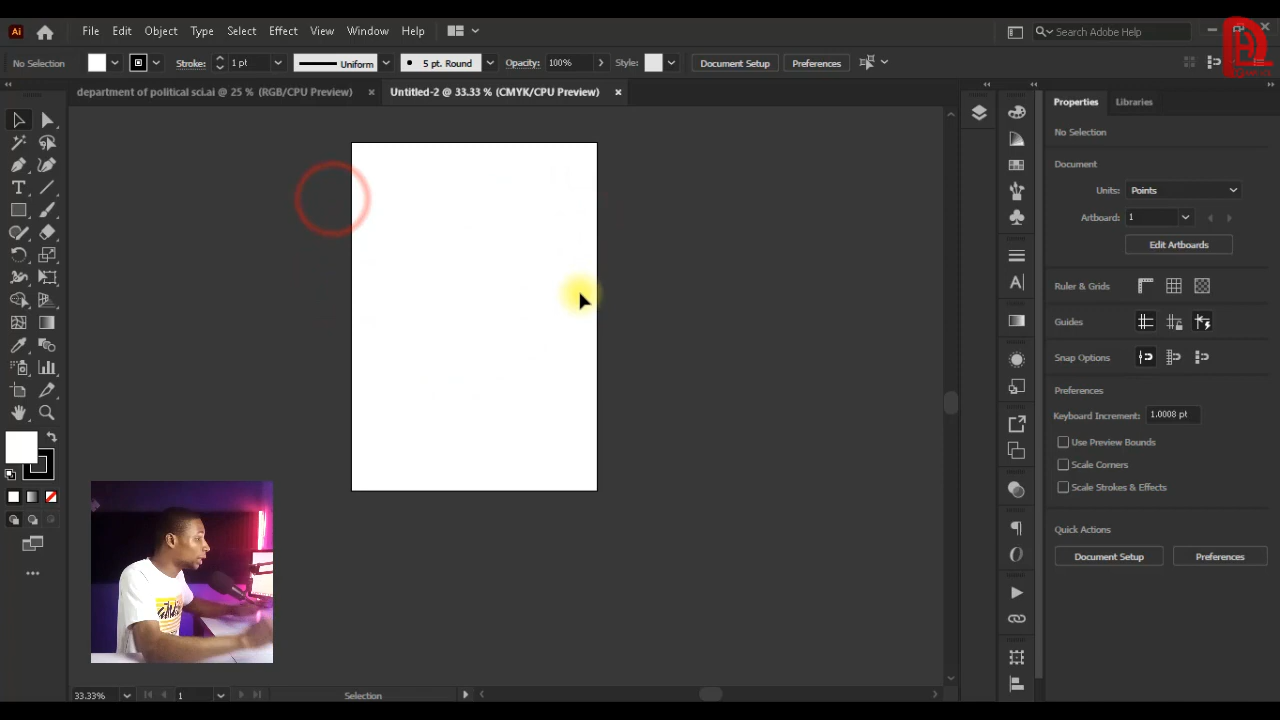 Ai File Edit Object Type Select Effect View Window Help Search Adobe Help
No Selection Stroke: 1 pt Uniform 5 pt. Round Opacity: 100% Style: Document Setup Preferences
department of political sci.ai @ 25 % (RGB/CPU Preview) × Untitled-2 @ 33.33 % (CMYK/CPU Preview) ×
Properties Libraries
No Selection
Document
Units: Points
Artboard: 1
Edit Artboards
Ruler & Grids
Guides
Snap Options
Preferences
Keyboard Increment: 1.0008 pt
Use Preview Bounds
Scale Corners
Scale Strokes & Effects
Quick Actions
Document Setup Preferences
33.33% 1 Selection